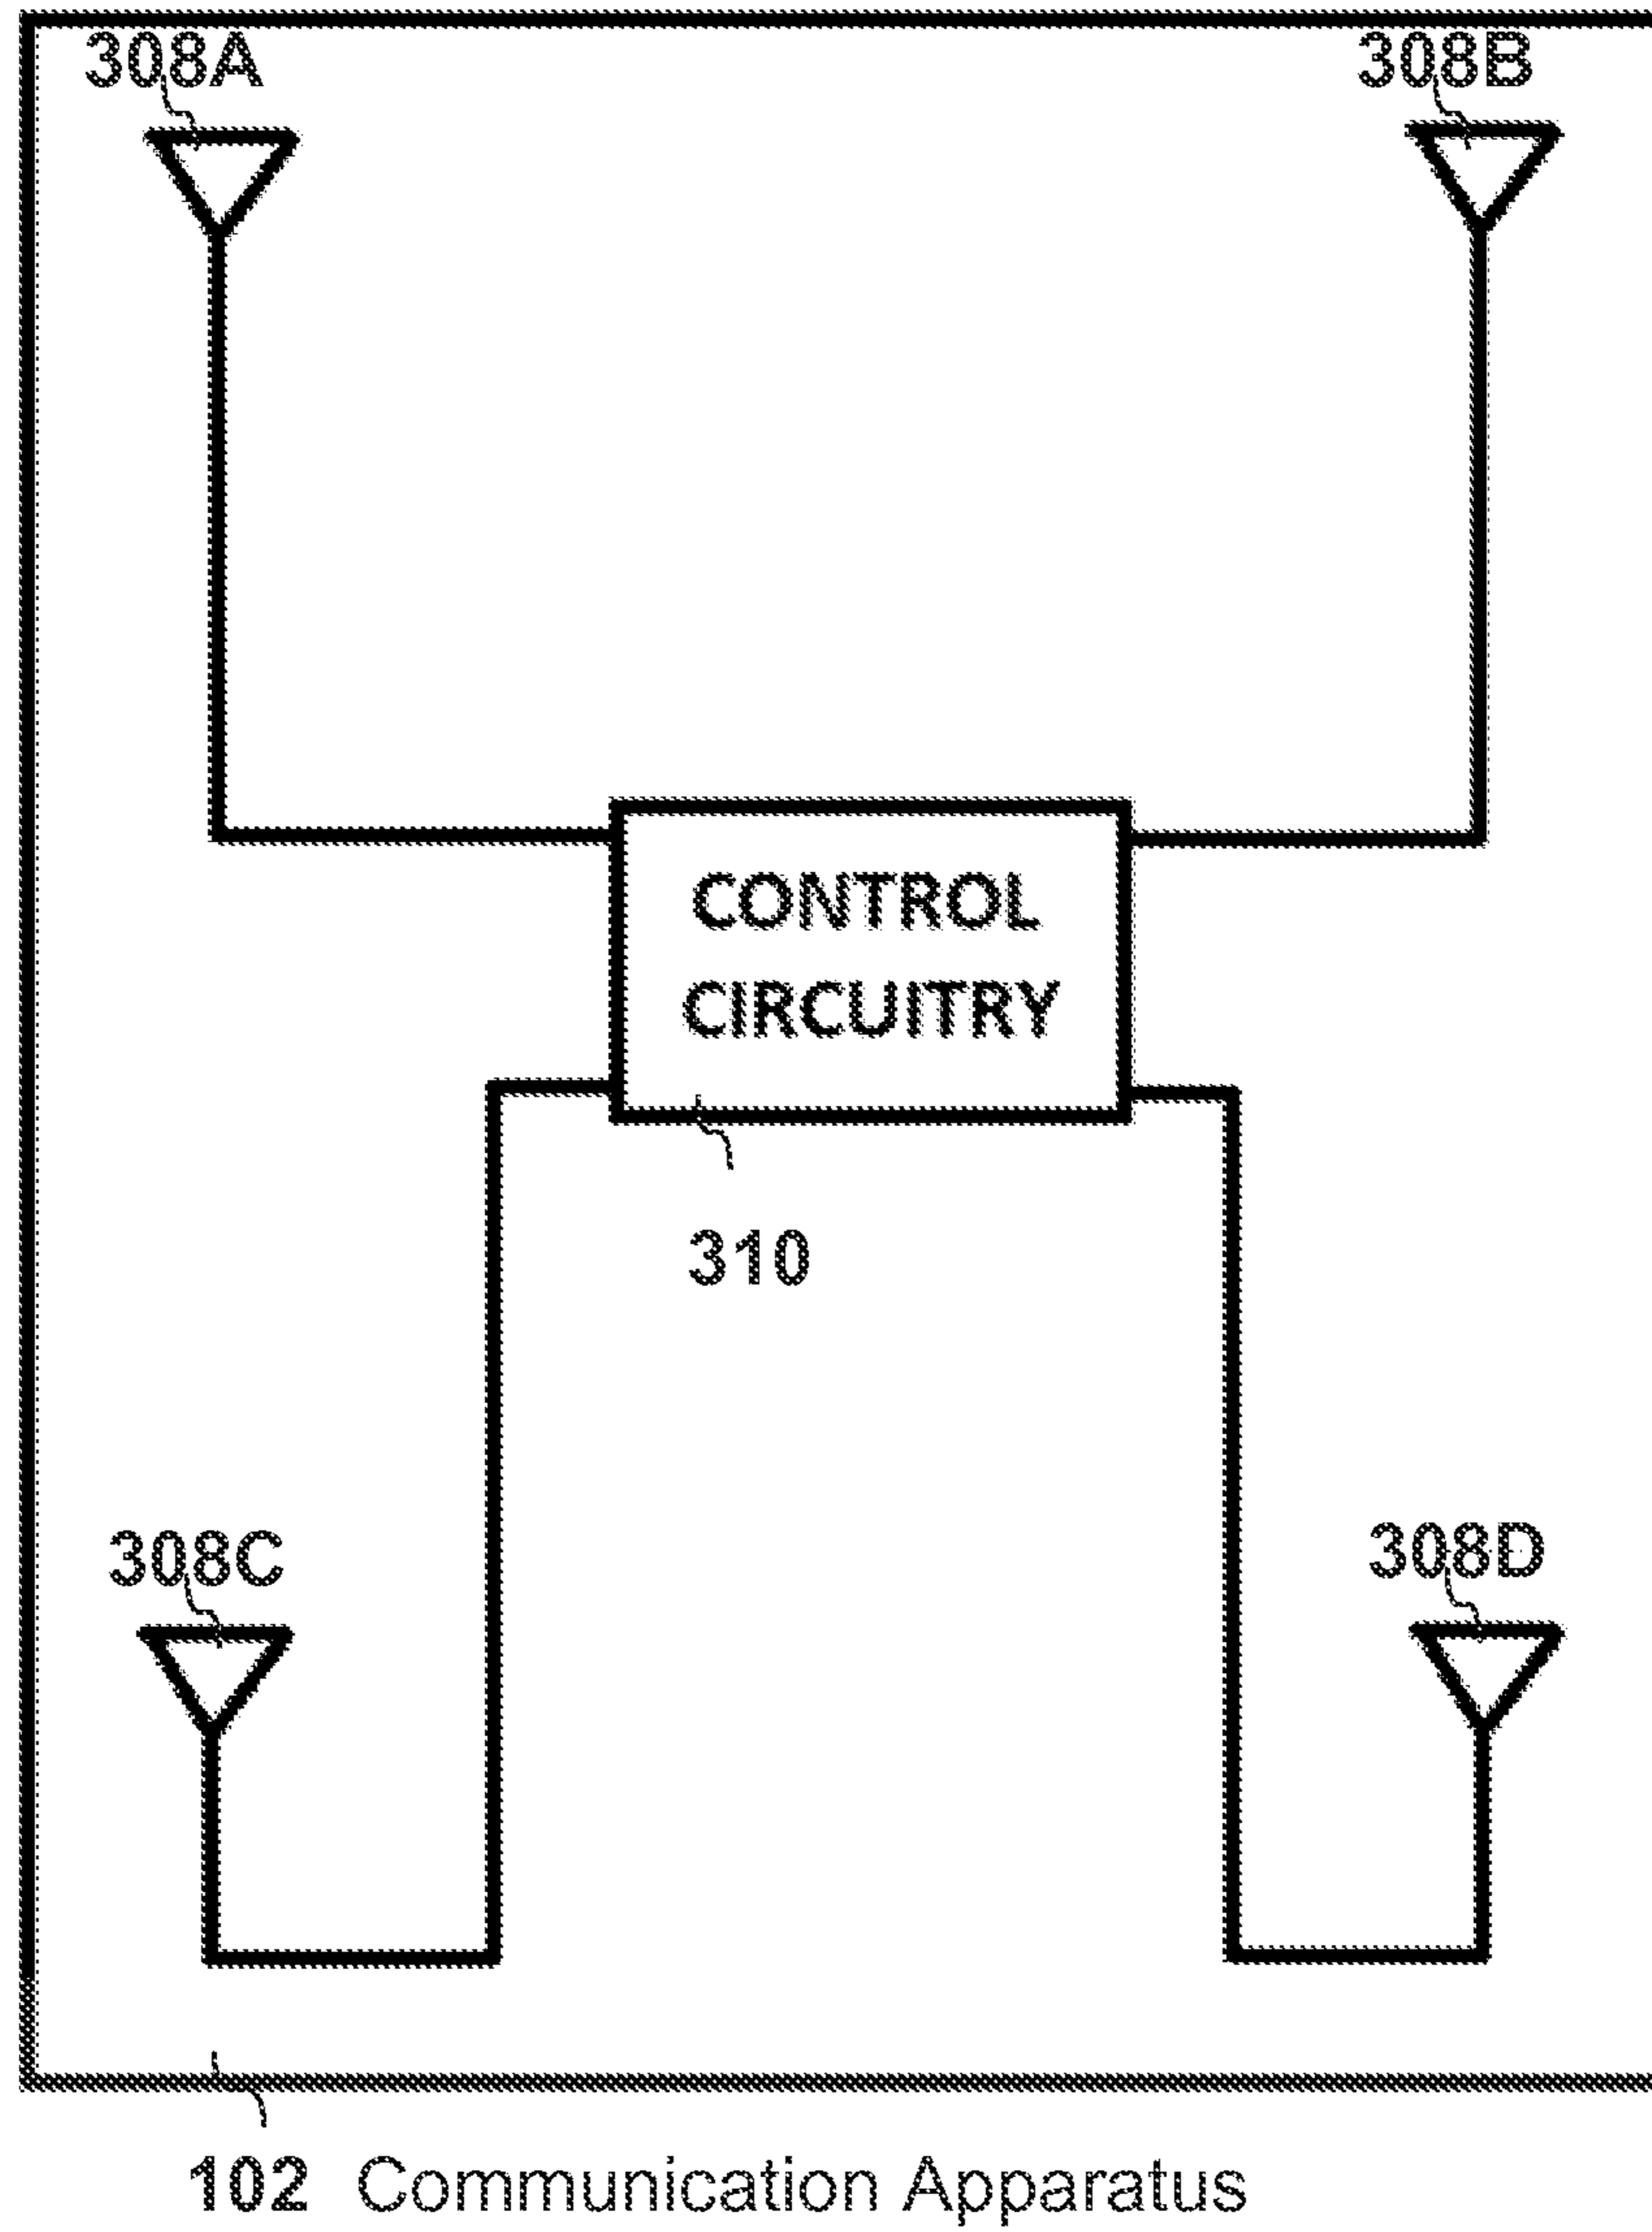 308A
308B
CONTROL
CIRCUITRY
310
308C
308D
102 Communication Apparatus